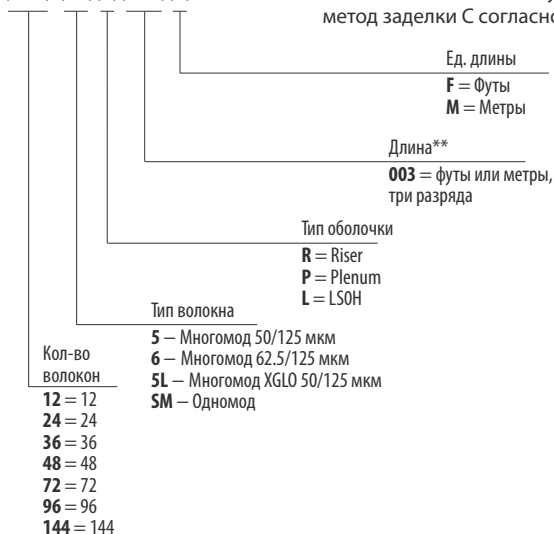 метод заделки C согласно
Ед. длины
F = Футы
M = Метры
Длина**
003 = футы или метры,
три разряда
Тип оболочки
R = Riser
P = Plenum
L = LS0H
Тип волокна
5 – Многомод 50/125 мкм
6 – Многомод 62.5/125 мкм
5L – Многомод XGLO 50/125 мкм
SM – Одномод
Кол-во
волокон
12 = 12
24 = 24
36 = 36
48 = 48
72 = 72
96 = 96
144 = 144